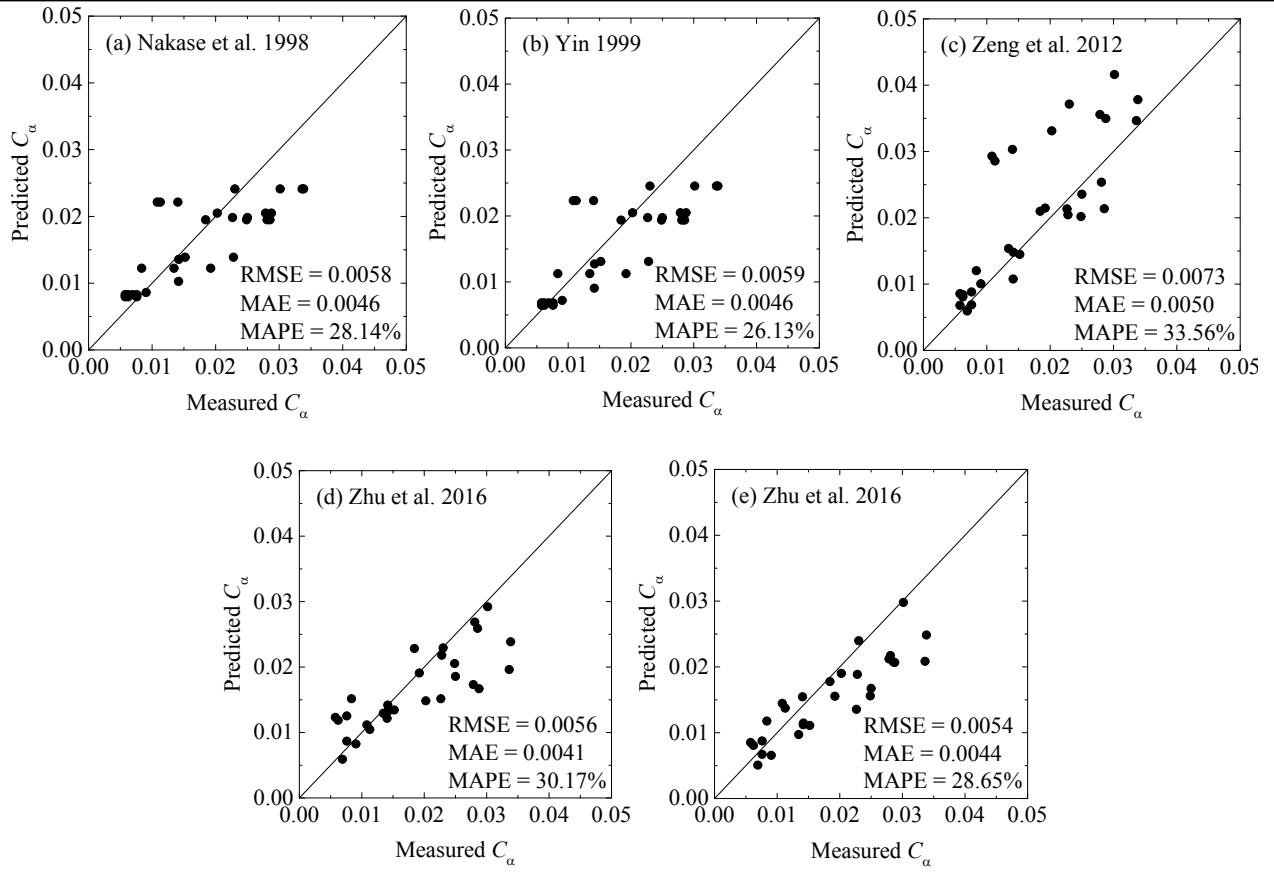 (a) Nakase et al. 1998
0.05
0.04
0.03
0.02
0.01
0.00
Predicted Cα
RMSE = 0.0058
MAE = 0.0046
MAPE = 28.14%
0.00 0.01 0.02 0.03 0.04 0.05
Measured Cα
(b) Yin 1999
0.05
0.04
0.03
0.02
0.01
0.00
Predicted Cα
RMSE = 0.0059
MAE = 0.0046
MAPE = 26.13%
0.00 0.01 0.02 0.03 0.04 0.05
Measured Cα
(c) Zeng et al. 2012
0.05
0.04
0.03
0.02
0.01
0.00
Predicted Cα
RMSE = 0.0073
MAE = 0.0050
MAPE = 33.56%
0.00 0.01 0.02 0.03 0.04 0.05
Measured Cα
(d) Zhu et al. 2016
0.05
0.04
0.03
0.02
0.01
0.00
Predicted Cα
RMSE = 0.0056
MAE = 0.0041
MAPE = 30.17%
0.00 0.01 0.02 0.03 0.04 0.05
Measured Cα
(e) Zhu et al. 2016
0.05
0.04
0.03
0.02
0.01
0.00
Predicted Cα
RMSE = 0.0054
MAE = 0.0044
MAPE = 28.65%
0.00 0.01 0.02 0.03 0.04 0.05
Measured Cα